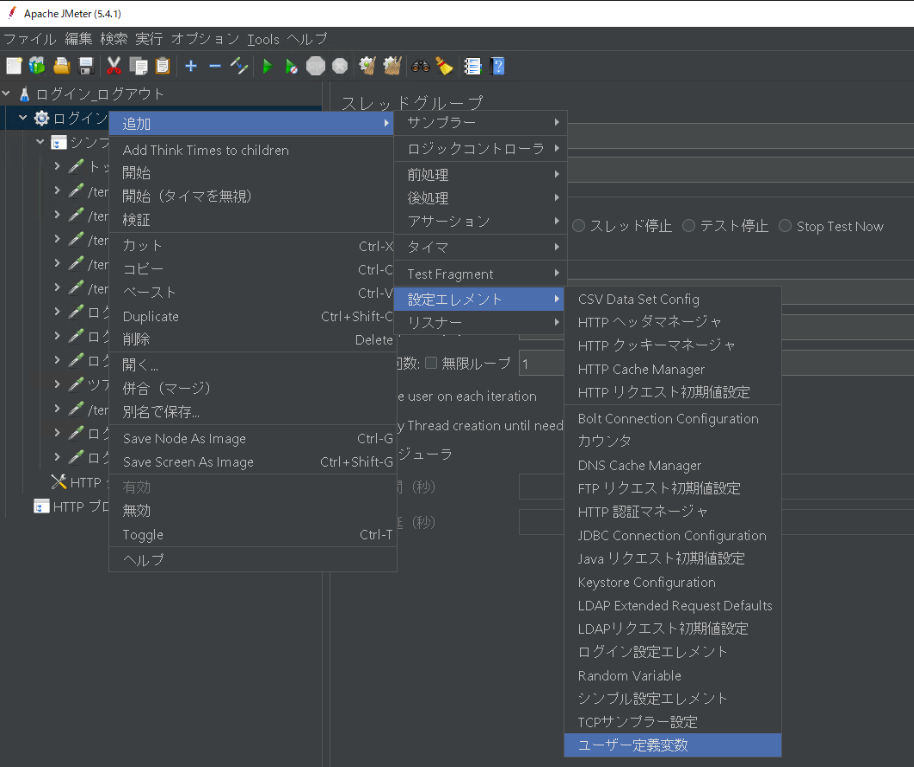 Apache JMeter (5.4.1)
ファイル 編集 検索 実行 オプション Tools ヘルプ
ログイン_ログアウト
ログイン
シンプ
トッ
/ter
/ter
/ter
/ter
/ter
ログ
ログ
ログ
ツア
/ter
ログ
ログ
HTTP
HTTP プロ
追加
Add Think Times to children
開始
開始（タイマを無視）
検証
カット Ctrl-X
コピー Ctrl-C
ペースト Ctrl-V
Duplicate Ctrl+Shift-C
削除 Delete
開く...
併合（マージ）
別名で保存...
Save Node As Image Ctrl-G
Save Screen As Image Ctrl+Shift-G
有効
無効
Toggle Ctrl-T
ヘルプ
スレッドグループ
サンプラー
ロジックコントローラ
前処理
後処理
アサーション
タイマ
Test Fragment
設定エレメント
リスナー
スレッド停止 テスト停止 Stop Test Now
回数: 無限ループ 1
e user on each iteration
y Thread creation until need
ジューラ
間（秒）
延（秒）
CSV Data Set Config
HTTP ヘッダマネージャ
HTTP クッキーマネージャ
HTTP Cache Manager
HTTP リクエスト初期値設定
Bolt Connection Configuration
カウンタ
DNS Cache Manager
FTP リクエスト初期値設定
HTTP 認証マネージャ
JDBC Connection Configuration
Java リクエスト初期値設定
Keystore Configuration
LDAP Extended Request Defaults
LDAPリクエスト初期値設定
ログイン設定エレメント
Random Variable
シンプル設定エレメント
TCPサンプラー設定
ユーザー定義変数